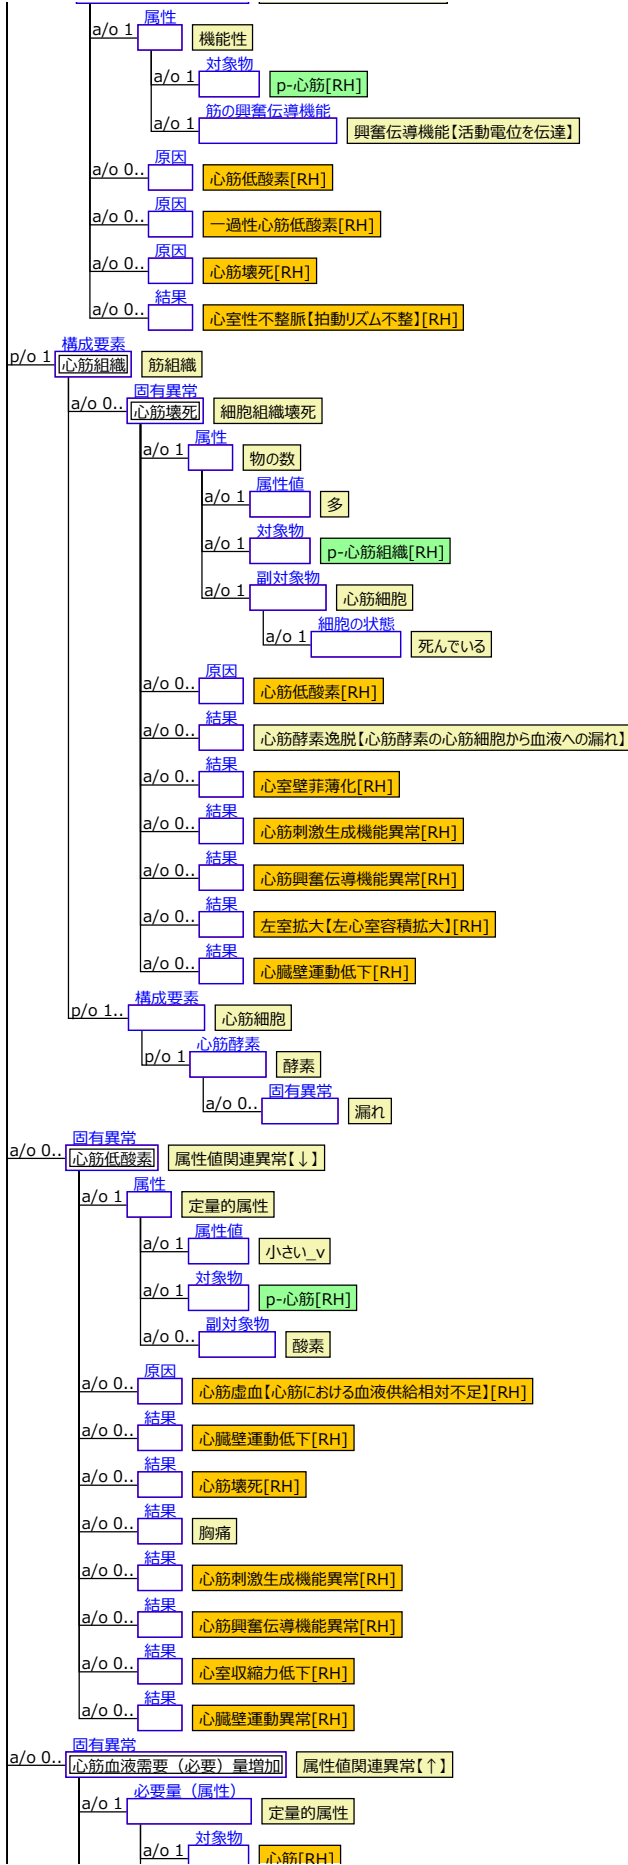 属性
a/o 1 機能性
対象物
a/o 1 p-心筋[RH]
筋の興奮伝導機能
a/o 1 興奮伝導機能【活動電位を伝達】
原因
a/o 0.. 心筋低酸素[RH]
原因
a/o 0.. 一過性心筋低酸素[RH]
原因
a/o 0.. 心筋壊死[RH]
結果
a/o 0.. 心室性不整脈【拍動リズム不整】[RH]
構成要素
p/o 1 心筋組織 筋組織
固有異常
a/o 0.. 心筋壊死 細胞組織壊死
属性
a/o 1 物の数
属性値
a/o 1 多
対象物
a/o 1 p-心筋組織[RH]
副対象物
a/o 1 心筋細胞
細胞の状態
a/o 1 死んでいる
原因
a/o 0.. 心筋低酸素[RH]
結果
a/o 0.. 心筋酵素逸脱【心筋酵素の心筋細胞から血液への漏れ】
結果
a/o 0.. 心室壁菲薄化[RH]
結果
a/o 0.. 心筋刺激生成機能異常[RH]
結果
a/o 0.. 心筋興奮伝導機能異常[RH]
結果
a/o 0.. 左室拡大【左心室容積拡大】[RH]
結果
a/o 0.. 心臓壁運動低下[RH]
構成要素
p/o 1.. 心筋細胞
心筋酵素
p/o 1 酵素
固有異常
a/o 0.. 漏れ
固有異常
a/o 0.. 心筋低酸素 属性値関連異常【↓】
属性
a/o 1 定量的属性
属性値
a/o 1 小さい_v
対象物
a/o 1 p-心筋[RH]
副対象物
a/o 0.. 酸素
原因
a/o 0.. 心筋虚血【心筋における血液供給相対不足】[RH]
結果
a/o 0.. 心臓壁運動低下[RH]
結果
a/o 0.. 心筋壊死[RH]
結果
a/o 0.. 胸痛
結果
a/o 0.. 心筋刺激生成機能異常[RH]
結果
a/o 0.. 心筋興奮伝導機能異常[RH]
結果
a/o 0.. 心室収縮力低下[RH]
結果
a/o 0.. 心臓壁運動異常[RH]
固有異常
a/o 0.. 心筋血液需要（必要）量増加 属性値関連異常【↑】
必要量（属性）
a/o 1 定量的属性
対象物
a/o 1 心筋[RH]